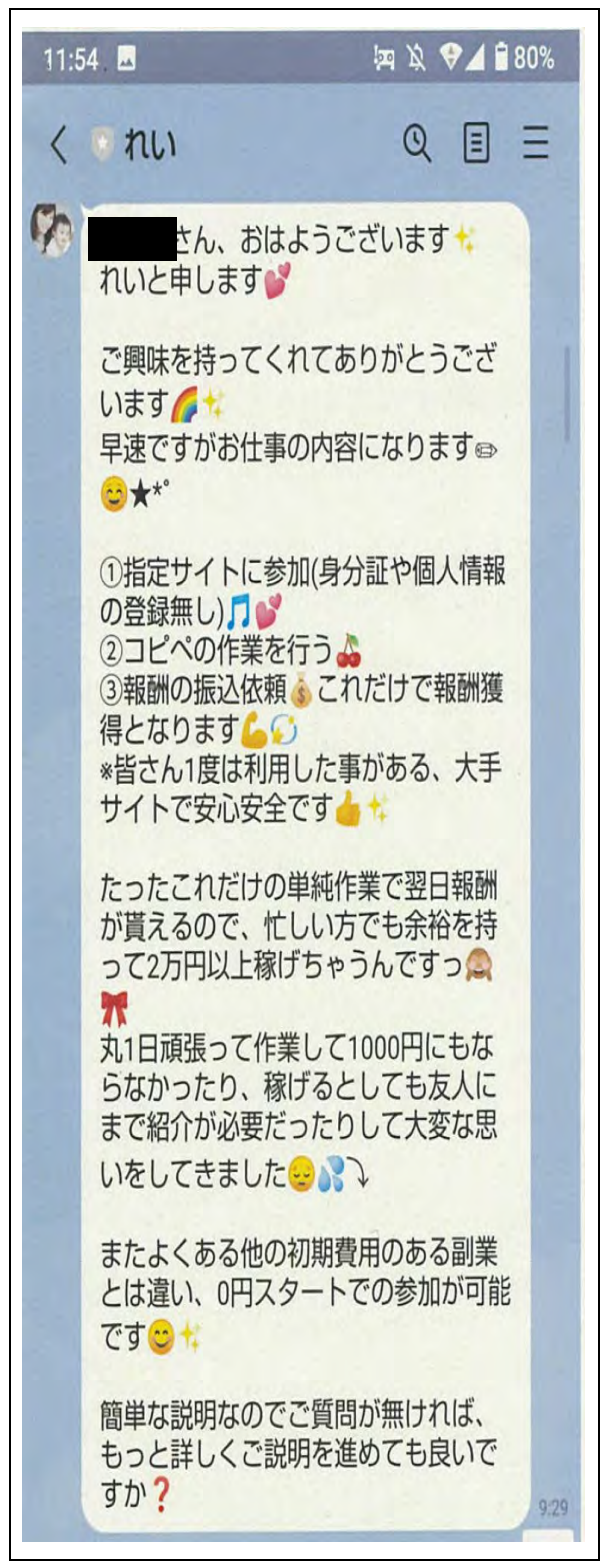 11:54
80%
れい
さん、おはようございます✨
れいと申します💕
ご興味を持ってくれてありがとうござ
います🌈✨
早速ですがお仕事の内容になります✏
😊★*°
①指定サイトに参加(身分証や個人情報
の登録無し)🎵💕
②コピペの作業を行う🍒
③報酬の振込依頼💰これだけで報酬獲
得となります💪💫
※皆さん1度は利用した事がある、大手
サイトで安心安全です👍✨
たったこれだけの単純作業で翌日報酬
が貰えるので、忙しい方でも余裕を持
って2万円以上稼げちゃうんですっ🙈
🎀
丸1日頑張って作業して1000円にもな
らなかったり、稼げるとしても友人に
まで紹介が必要だったりして大変な思
いをしてきました😔💦⤵
またよくある他の初期費用のある副業
とは違い、0円スタートでの参加が可能
です😊✨
簡単な説明なのでご質問が無ければ、
もっと詳しくご説明を進めても良いで
すか❓
9:29